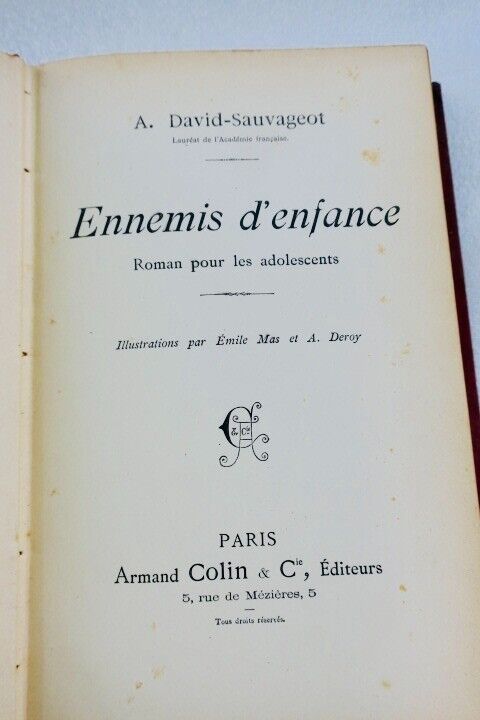 A. David-Sauvageot
Lauréat de l'Académie française.
Ennemis d'enfance
Roman pour les adolescents
Illustrations par Émile Mas et A. Deroy
& Cie
PARIS
Armand Colin & Cie, Éditeurs
5, rue de Mézières, 5
Tous droits réservés.